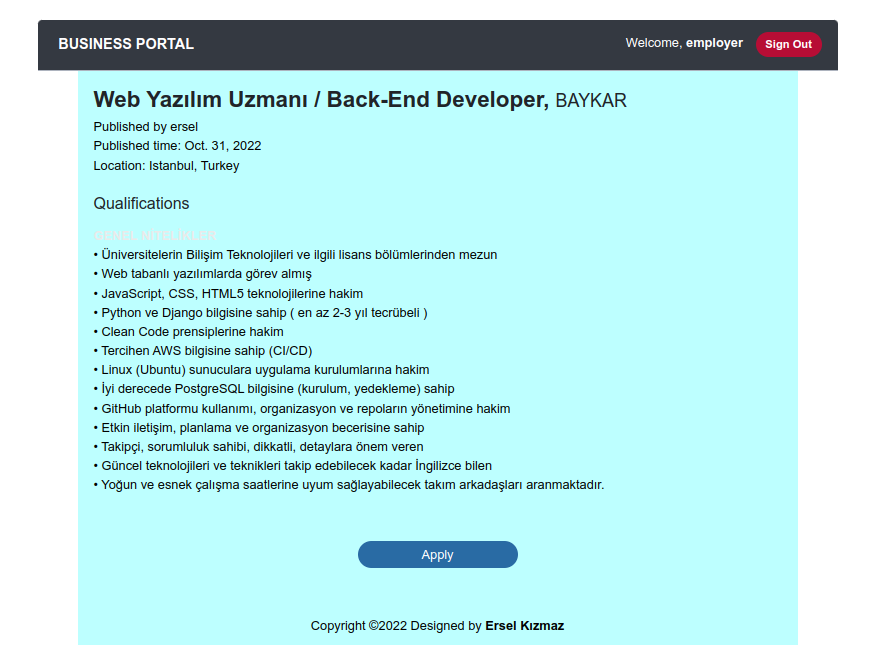 BUSINESS PORTAL
Welcome, employer
Sign Out
Web Yazılım Uzmanı / Back-End Developer, BAYKAR
Published by ersel
Published time: Oct. 31, 2022
Location: Istanbul, Turkey
Qualifications
GENEL NİTELİKLER
• Üniversitelerin Bilişim Teknolojileri ve ilgili lisans bölümlerinden mezun
• Web tabanlı yazılımlarda görev almış
• JavaScript, CSS, HTML5 teknolojilerine hakim
• Python ve Django bilgisine sahip ( en az 2-3 yıl tecrübeli )
• Clean Code prensiplerine hakim
• Tercihen AWS bilgisine sahip (CI/CD)
• Linux (Ubuntu) sunuculara uygulama kurulumlarına hakim
• İyi derecede PostgreSQL bilgisine (kurulum, yedekleme) sahip
• GitHub platformu kullanımı, organizasyon ve repoların yönetimine hakim
• Etkin iletişim, planlama ve organizasyon becerisine sahip
• Takipçi, sorumluluk sahibi, dikkatli, detaylara önem veren
• Güncel teknolojileri ve teknikleri takip edebilecek kadar İngilizce bilen
• Yoğun ve esnek çalışma saatlerine uyum sağlayabilecek takım arkadaşları aranmaktadır.
Apply
Copyright ©2022 Designed by Ersel Kızmaz